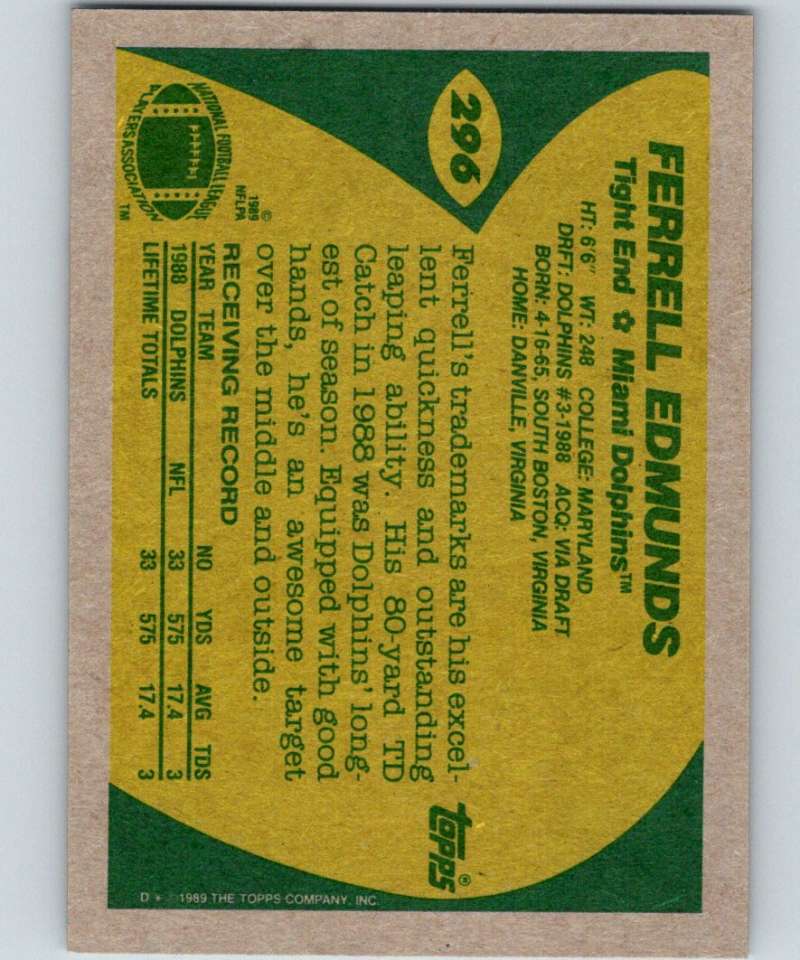 296
FERRELL EDMUNDS
Tight End ✩ Miami Dolphins™
HT: 6'6" WT: 248 COLLEGE: MARYLAND
DRFT: DOLPHINS #3-1988 ACQ: VIA DRAFT
BORN: 4-16-65, SOUTH BOSTON, VIRGINIA
HOME: DANVILLE, VIRGINIA
Ferrell's trademarks are his excel-
lent quickness and outstanding
leaping ability. His 80-yard TD
Catch in 1988 was Dolphins' long-
est of season. Equipped with good
hands, he's an awesome target
over the middle and outside.
topps®
NATIONAL FOOTBALL LEAGUE
PLAYERS ASSOCIATION
™
©
1989
NFLPA
RECEIVING RECORD
YEAR TEAM NO YDS AVG TDS
1988 DOLPHINS NFL 33 575 17.4 3
LIFETIME TOTALS 33 575 17.4 3
D * 1989 THE TOPPS COMPANY, INC.